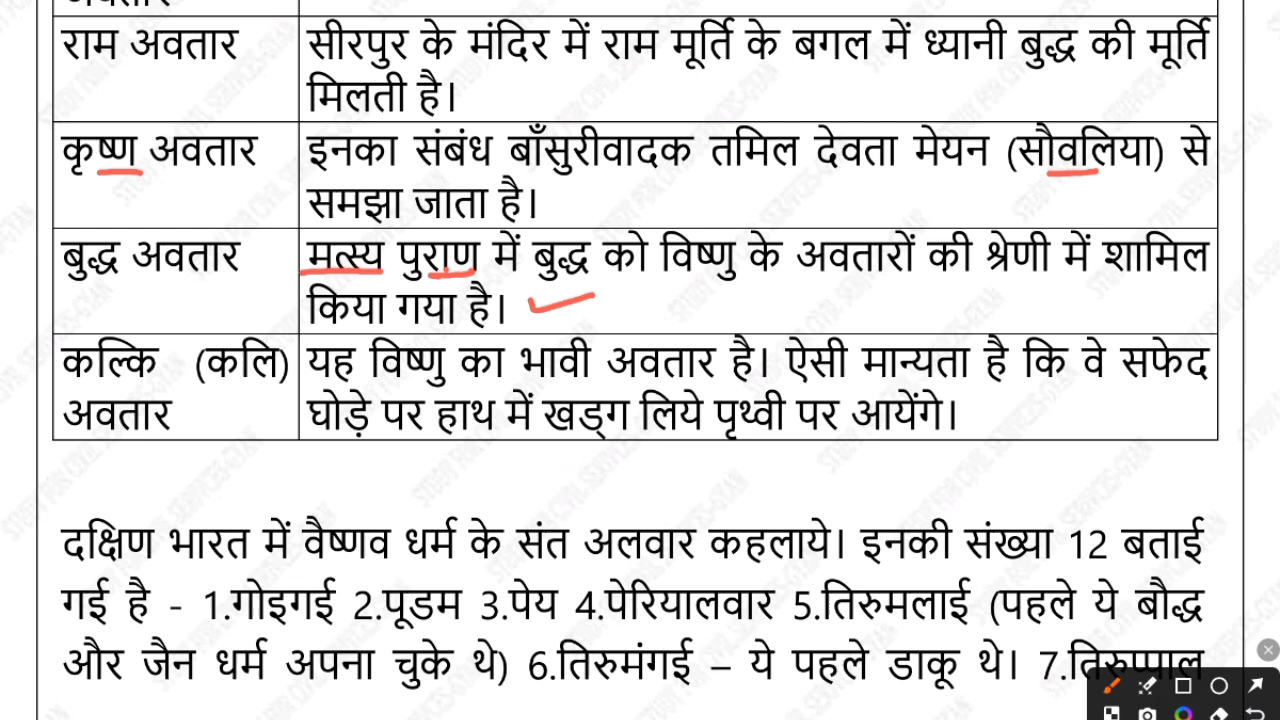 अवतार
राम अवतार
सीरपुर के मंदिर में राम मूर्ति के बगल में ध्यानी बुद्ध की मूर्ति
मिलती है।
कृष्ण अवतार
इनका संबंध बाँसुरीवादक तमिल देवता मेयन (सौवलिया) से
समझा जाता है।
बुद्ध अवतार
मत्स्य पुराण में बुद्ध को विष्णु के अवतारों की श्रेणी में शामिल
किया गया है।
कल्कि (कलि)
अवतार
यह विष्णु का भावी अवतार है। ऐसी मान्यता है कि वे सफेद
घोड़े पर हाथ में खड्ग लिये पृथ्वी पर आयेंगे।
दक्षिण भारत में वैष्णव धर्म के संत अलवार कहलाये। इनकी संख्या 12 बताई
गई है - 1.गोइगई 2.पूडम 3.पेय 4.पेरियालवार 5.तिरुमलाई (पहले ये बौद्ध
और जैन धर्म अपना चुके थे) 6.तिरुमंगई – ये पहले डाकू थे। 7.तिरुप्पाल